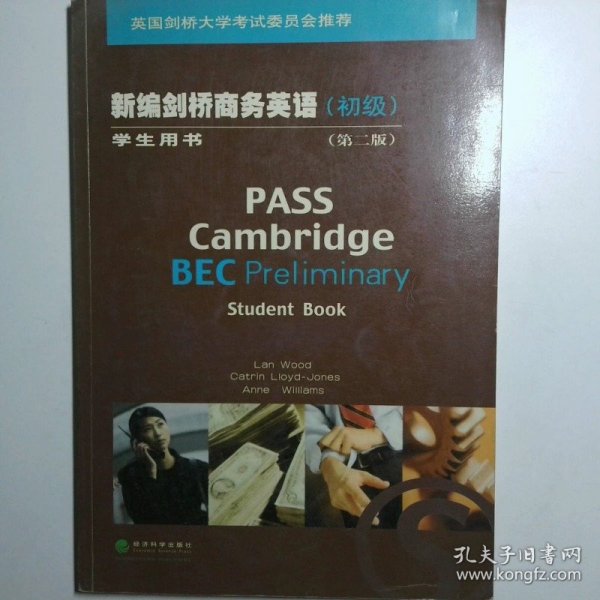 英国剑桥大学考试委员会推荐
新编剑桥商务英语(初级)
学生用书 (第二版)
PASS
Cambridge
BEC Preliminary
Student Book
Lan Wood
Catrin Lloyd-Jones
Anne Williams
经济科学出版社
Economic Science Press
孔夫子旧书网
www.kongfz.com